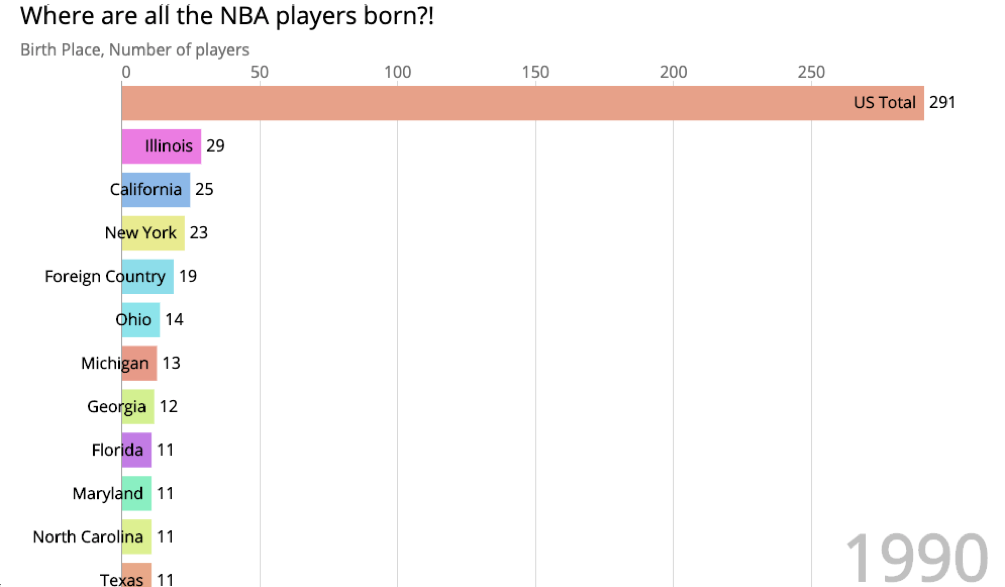 Where are all the NBA players born?!
Birth Place, Number of players
0 50 100 150 200 250
US Total 291
Illinois 29
California 25
New York 23
Foreign Country 19
Ohio 14
Michigan 13
Georgia 12
Florida 11
Maryland 11
North Carolina 11
Texas 11
1990